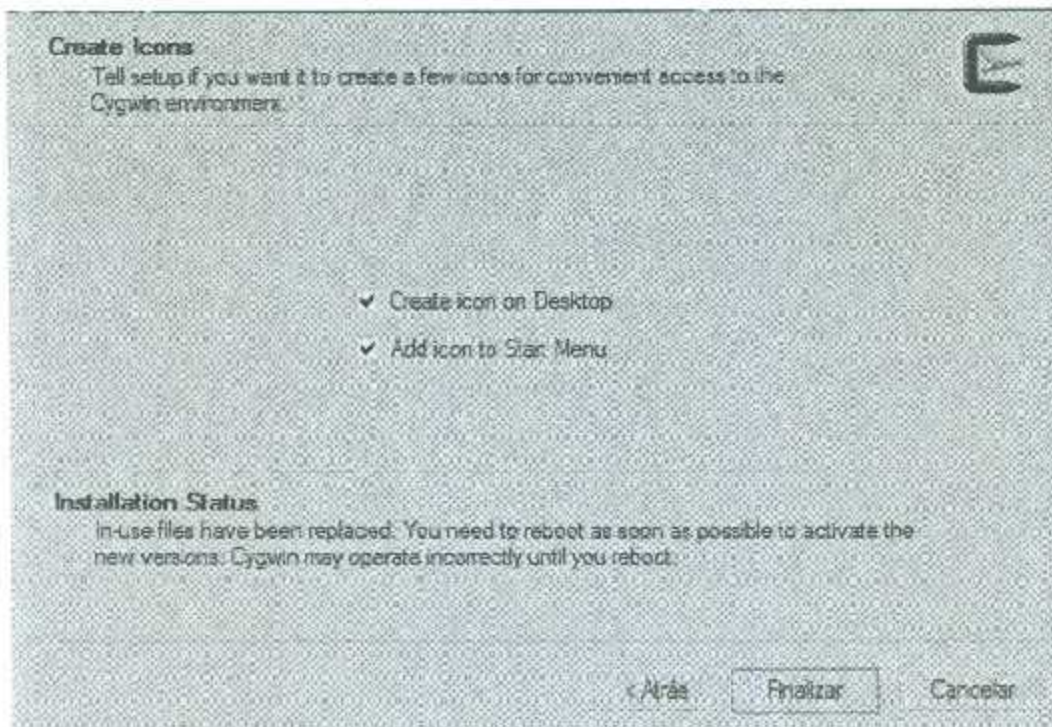 Create Icons
Tell setup if you want it to create a few icons for convenient access to the
Cygwin environment.
Create icon on Desktop
Add icon to Start Menu
Installation Status
In-use files have been replaced. You need to reboot as soon as possible to activate the
new versions. Cygwin may operate incorrectly until you reboot.
< Atrás Finalizar Cancelar